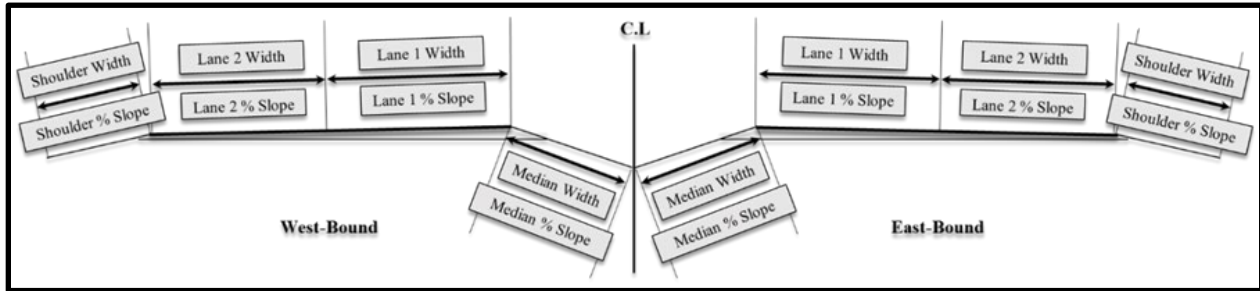 C.L
Shoulder Width
Lane 2 Width
Lane 1 Width
Lane 1 Width
Lane 2 Width
Shoulder Width
Shoulder % Slope
Lane 2 % Slope
Lane 1 % Slope
Lane 1 % Slope
Lane 2 % Slope
Shoulder % Slope
Median Width
Median Width
Median % Slope
Median % Slope
West-Bound
East-Bound